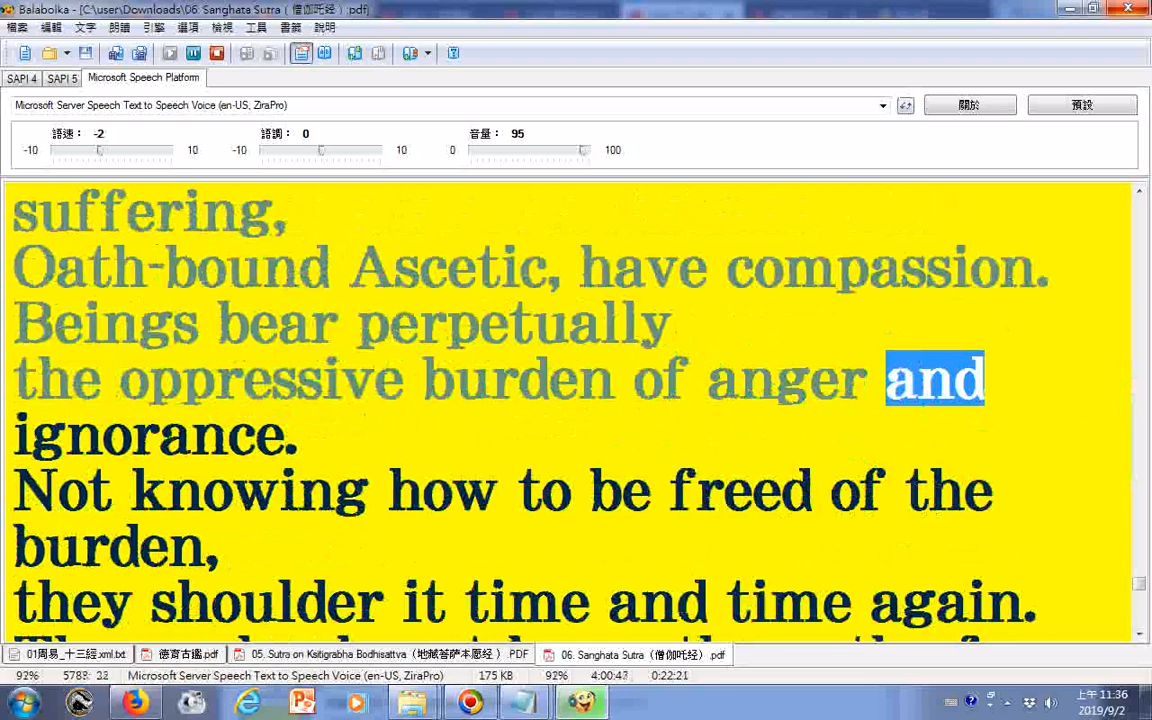 Balabolka - [C:\user\Downloads\06. Sanghata Sutra（僧伽吒经）.pdf]
檔案 編輯 文字 朗讀 引擎 選項 檢視 工具 書籤 說明
SAPI 4 SAPI 5 Microsoft Speech Platform
Microsoft Server Speech Text to Speech Voice (en-US, ZiraPro) 關於 預設
語速： -2 語調： 0 音量： 95
-10 10 -10 10 0 100
suffering,
Oath-bound Ascetic, have compassion.
Beings bear perpetually
the oppressive burden of anger and
ignorance.
Not knowing how to be freed of the
burden,
they shoulder it time and time again.
01周易_十三經.xml.txt 德育古鑑.pdf 05. Sutra on Ksitigrabha Bodhisattva（地藏菩萨本愿经）.PDF 06. Sanghata Sutra（僧伽吒经）.pdf
92% Microsoft Server Speech Text to Speech Voice (en-US, ZiraPro) 175 KB 92% 0:22:21
上午 11:36
2019/9/2